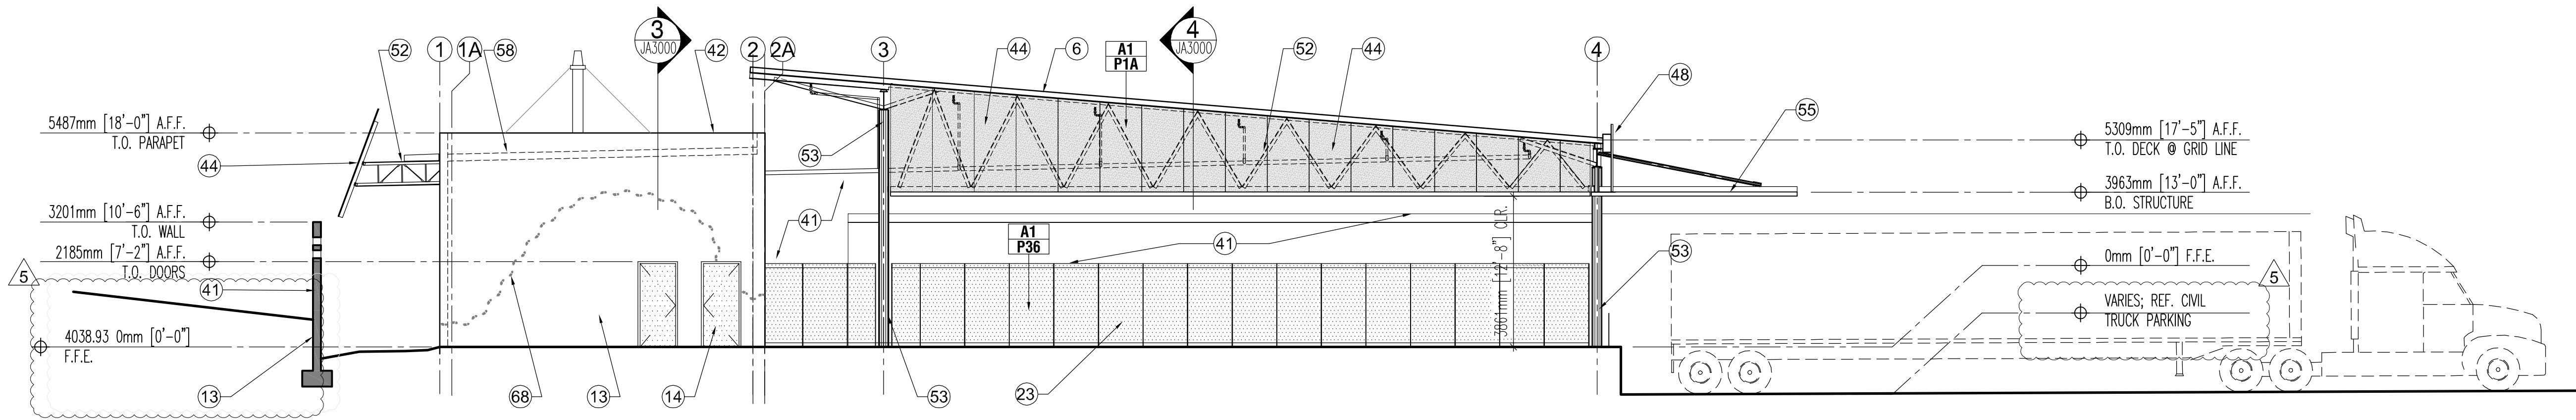 52
1
1A
58
3
JA3000
42
2
2A
3
44
6
A1
P1A
4
JA3000
52
44
4
48
55
5487mm [18'-0"] A.F.F.
T.O. PARAPET
44
53
5309mm [17'-5"] A.F.F.
T.O. DECK @ GRID LINE
3963mm [13'-0"] A.F.F.
B.O. STRUCTURE
3201mm [10'-6"] A.F.F.
T.O. WALL
2185mm [7'-2"] A.F.F.
T.O. DOORS
41
A1
P36
41
3861mm [12'-8"] CLR.
53
0mm [0'-0"] F.F.E.
5
5
41
VARIES; REF. CIVIL
TRUCK PARKING
4038.93 0mm [0'-0"]
F.F.E.
13
68
13
14
53
23